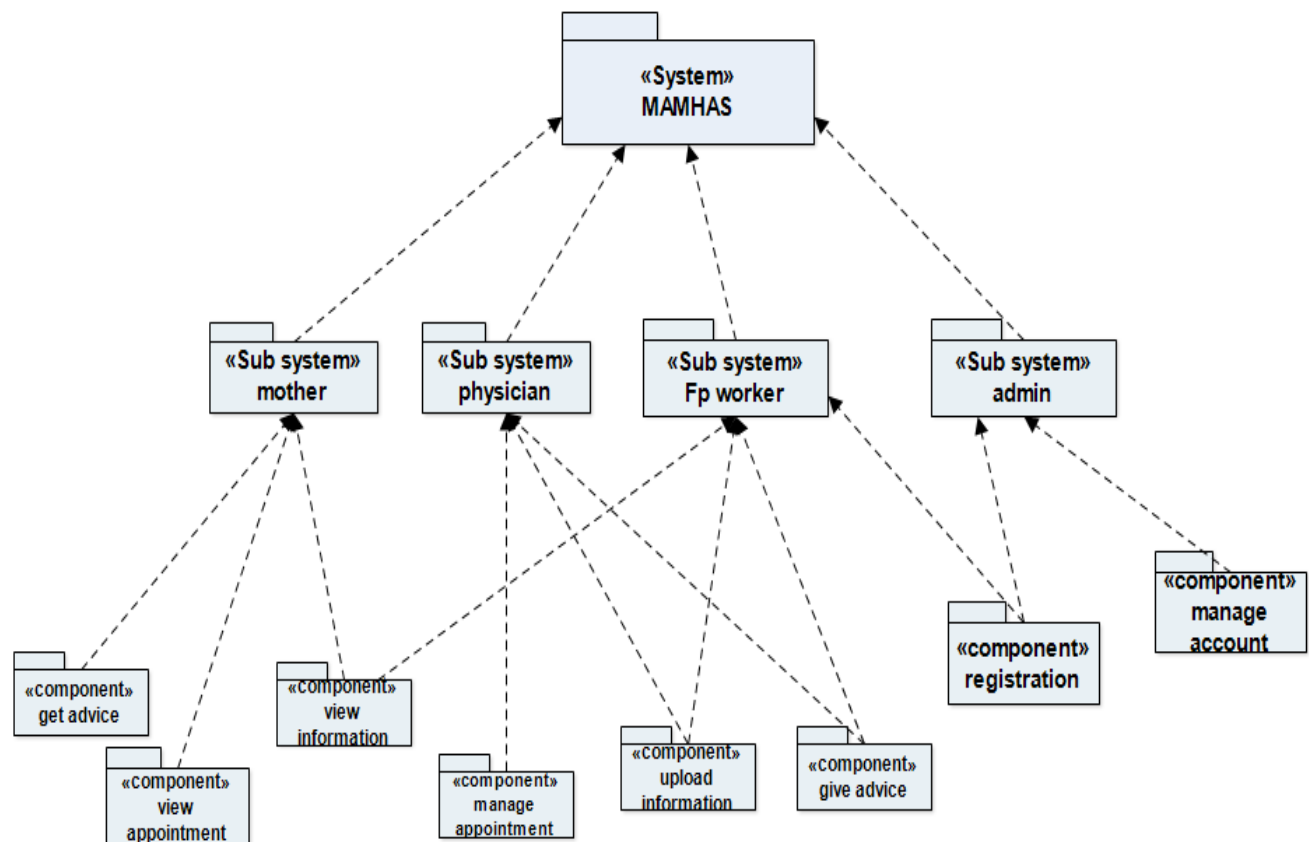 «System»
MAMHAS
«Sub system»
mother
«Sub system»
physician
«Sub system»
Fp worker
«Sub system»
admin
«component»
manage
account
«component»
registration
«component»
get advice
«component»
view
information
«component»
view
appointment
«component»
manage
appointment
«component»
upload
information
«component»
give advice